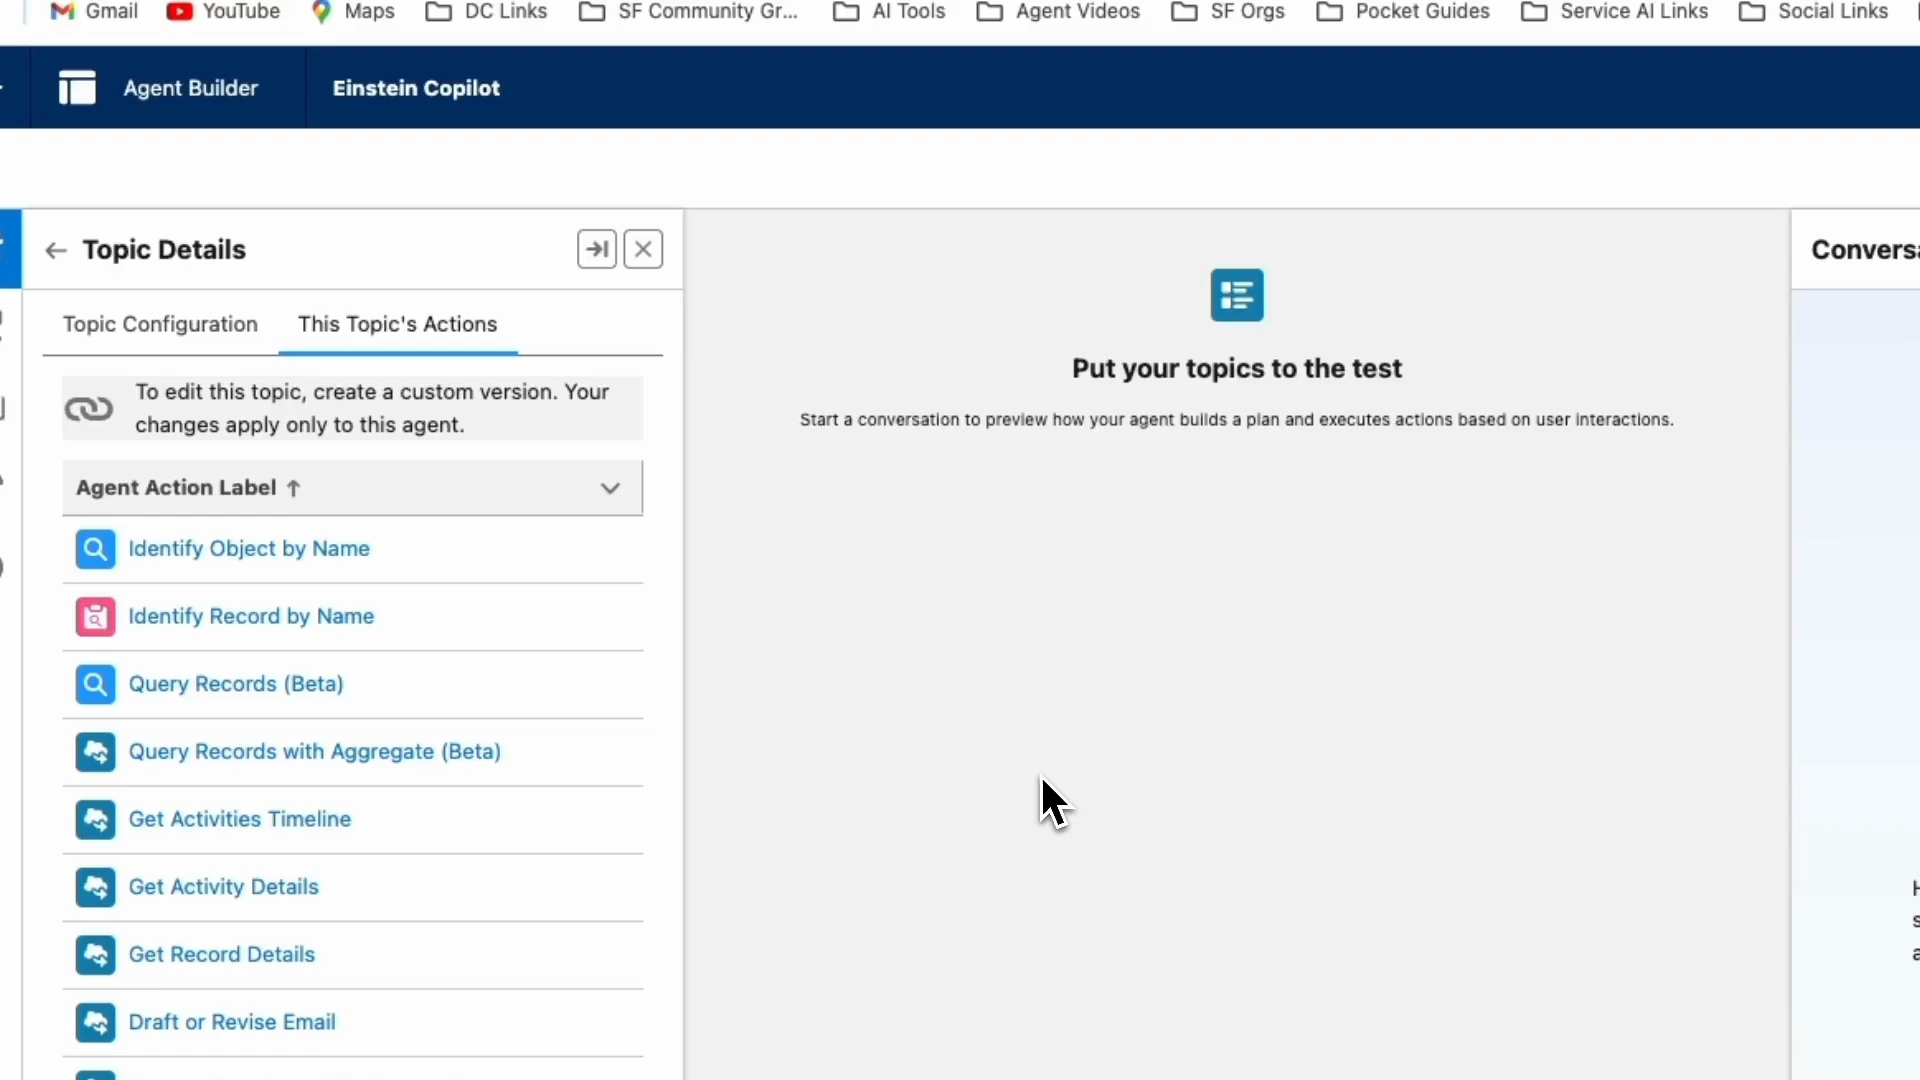 Gmail YouTube Maps DC Links SF Community Gr... AI Tools Agent Videos SF Orgs Pocket Guides Service AI Links Social Links
Agent Builder Einstein Copilot
Topic Details
Topic Configuration This Topic's Actions
To edit this topic, create a custom version. Your
changes apply only to this agent.
Agent Action Label ↑
Identify Object by Name
Identify Record by Name
Query Records (Beta)
Query Records with Aggregate (Beta)
Get Activities Timeline
Get Activity Details
Get Record Details
Draft or Revise Email
Put your topics to the test
Start a conversation to preview how your agent builds a plan and executes actions based on user interactions.